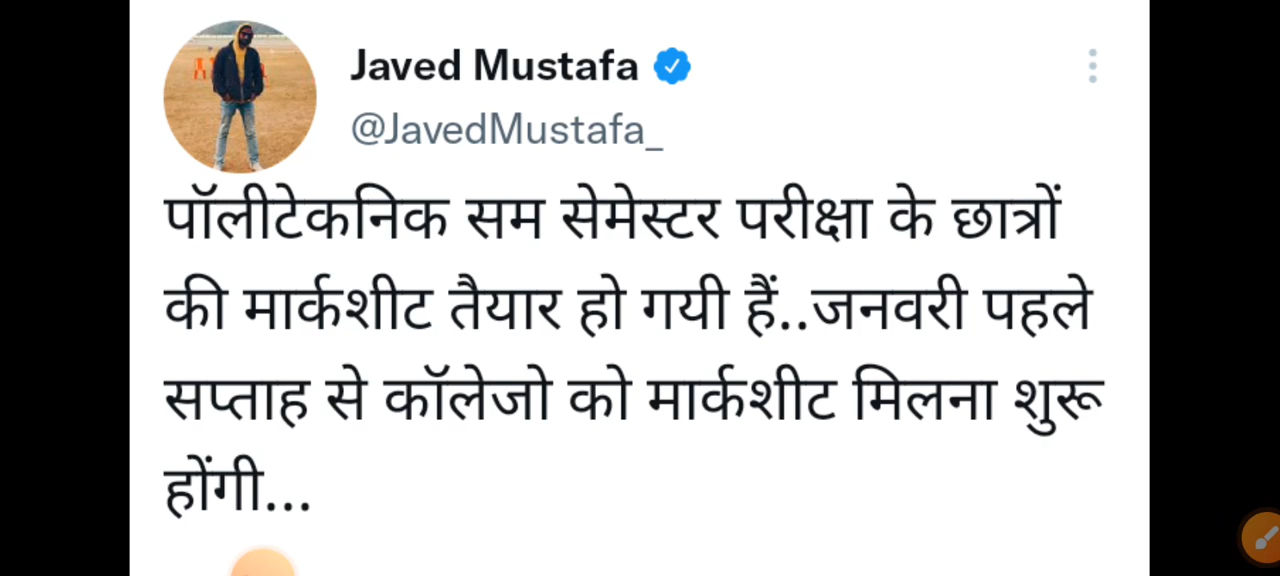 Javed Mustafa
@JavedMustafa_
पॉलीटेकनिक सम सेमेस्टर परीक्षा के छात्रों
की मार्कशीट तैयार हो गयी हैं..जनवरी पहले
सप्ताह से कॉलेजो को मार्कशीट मिलना शुरू
होंगी...